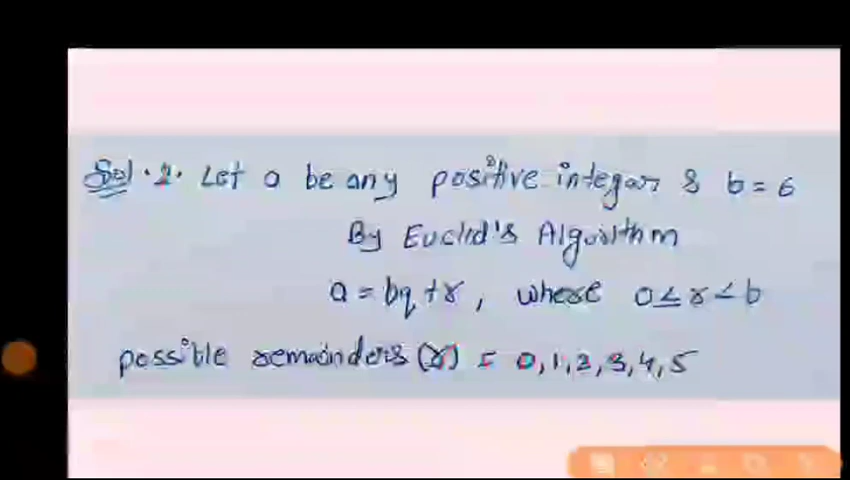 Sol. 2. Let a be any positive integar & b = 6
By Euclid's Algorithm
a = bq + r, where 0 ≤ r < b
possible remainders (r) = 0, 1, 2, 3, 4, 5